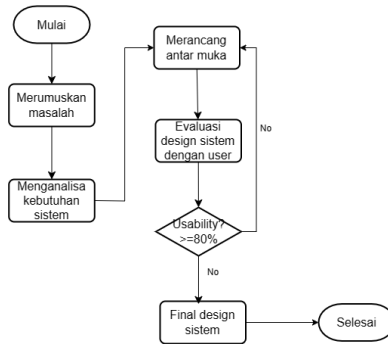 Mulai
Merumuskan
masalah
Menganalisa
kebutuhan
sistem
Merancang
antar muka
Evaluasi
design sistem
dengan user
Usability?
>=80%
No
No
Final design
sistem
Selesai